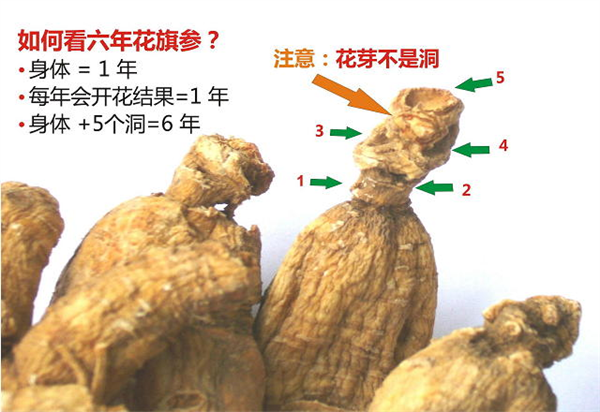 如何看六年花旗参？
•身体 = 1 年
•每年会开花结果=1 年
•身体 +5个洞=6 年
注意：花芽不是洞
5
3
4
1
2